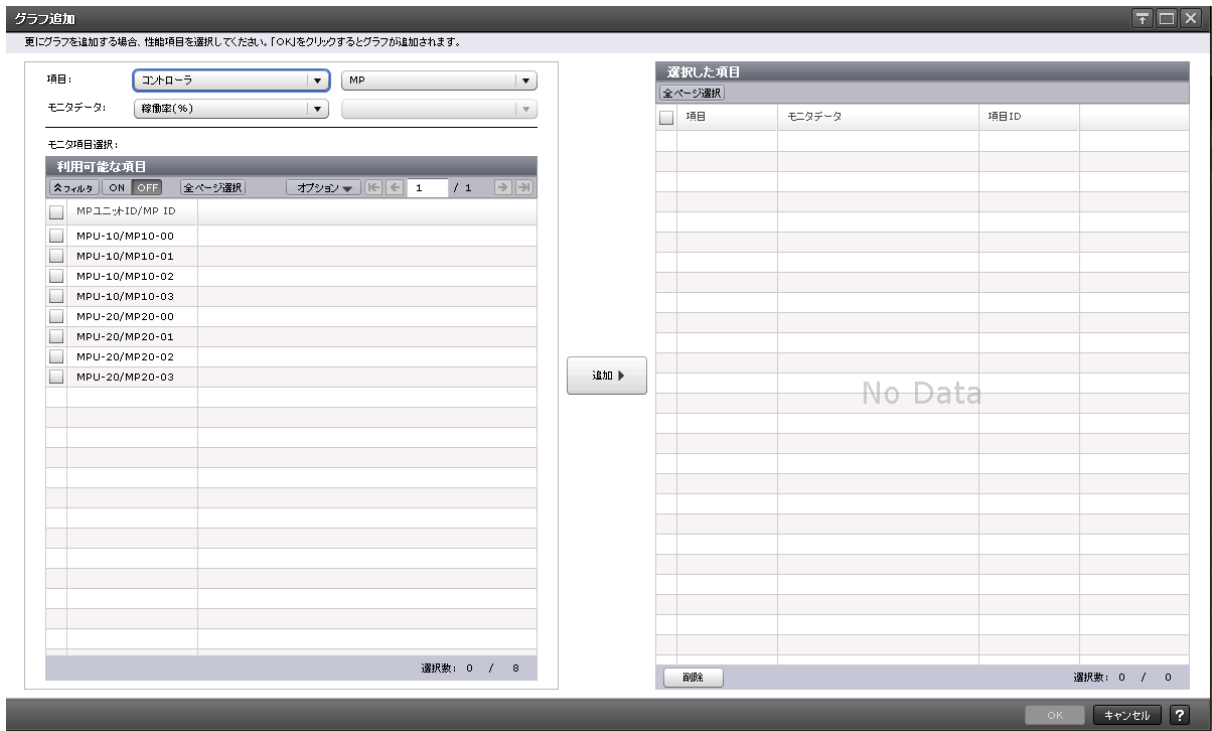 グラフ追加
更にグラフを追加する場合、性能項目を選択してください。「OK」をクリックするとグラフが追加されます。
項目: コントローラ MP
モニタデータ: 稼働率(%)
モニタ項目選択:
利用可能な項目
フィルタ ON OFF 全ページ選択 オプション 1 / 1
MPユニットID/MP ID
MPU-10/MP10-00
MPU-10/MP10-01
MPU-10/MP10-02
MPU-10/MP10-03
MPU-20/MP20-00
MPU-20/MP20-01
MPU-20/MP20-02
MPU-20/MP20-03
選択数: 0 / 8
追加
選択した項目
全ページ選択
項目 モニタデータ 項目ID
No Data
削除 選択数: 0 / 0
OK キャンセル ?